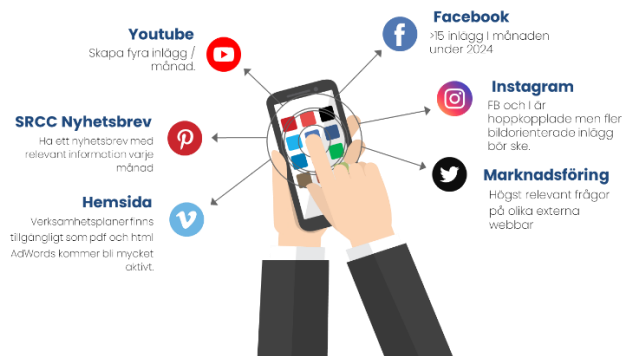 Youtube
Skapa fyra inlägg /
månad.
SRCC Nyhetsbrev
Ha ett nyhetsbrev med
relevant information varje
månad
Hemsida
Verksamhetsplaner finns
tillgängligt som pdf och html
AdWords kommer bli mycket
aktivt.
Facebook
>15 inlägg I månaden
under 2024
Instagram
FB och I är
hoppkopplade men fler
bildorienterade inlägg
bör ske.
Marknadsföring
Högst relevant frågor
på olika externa
webbar